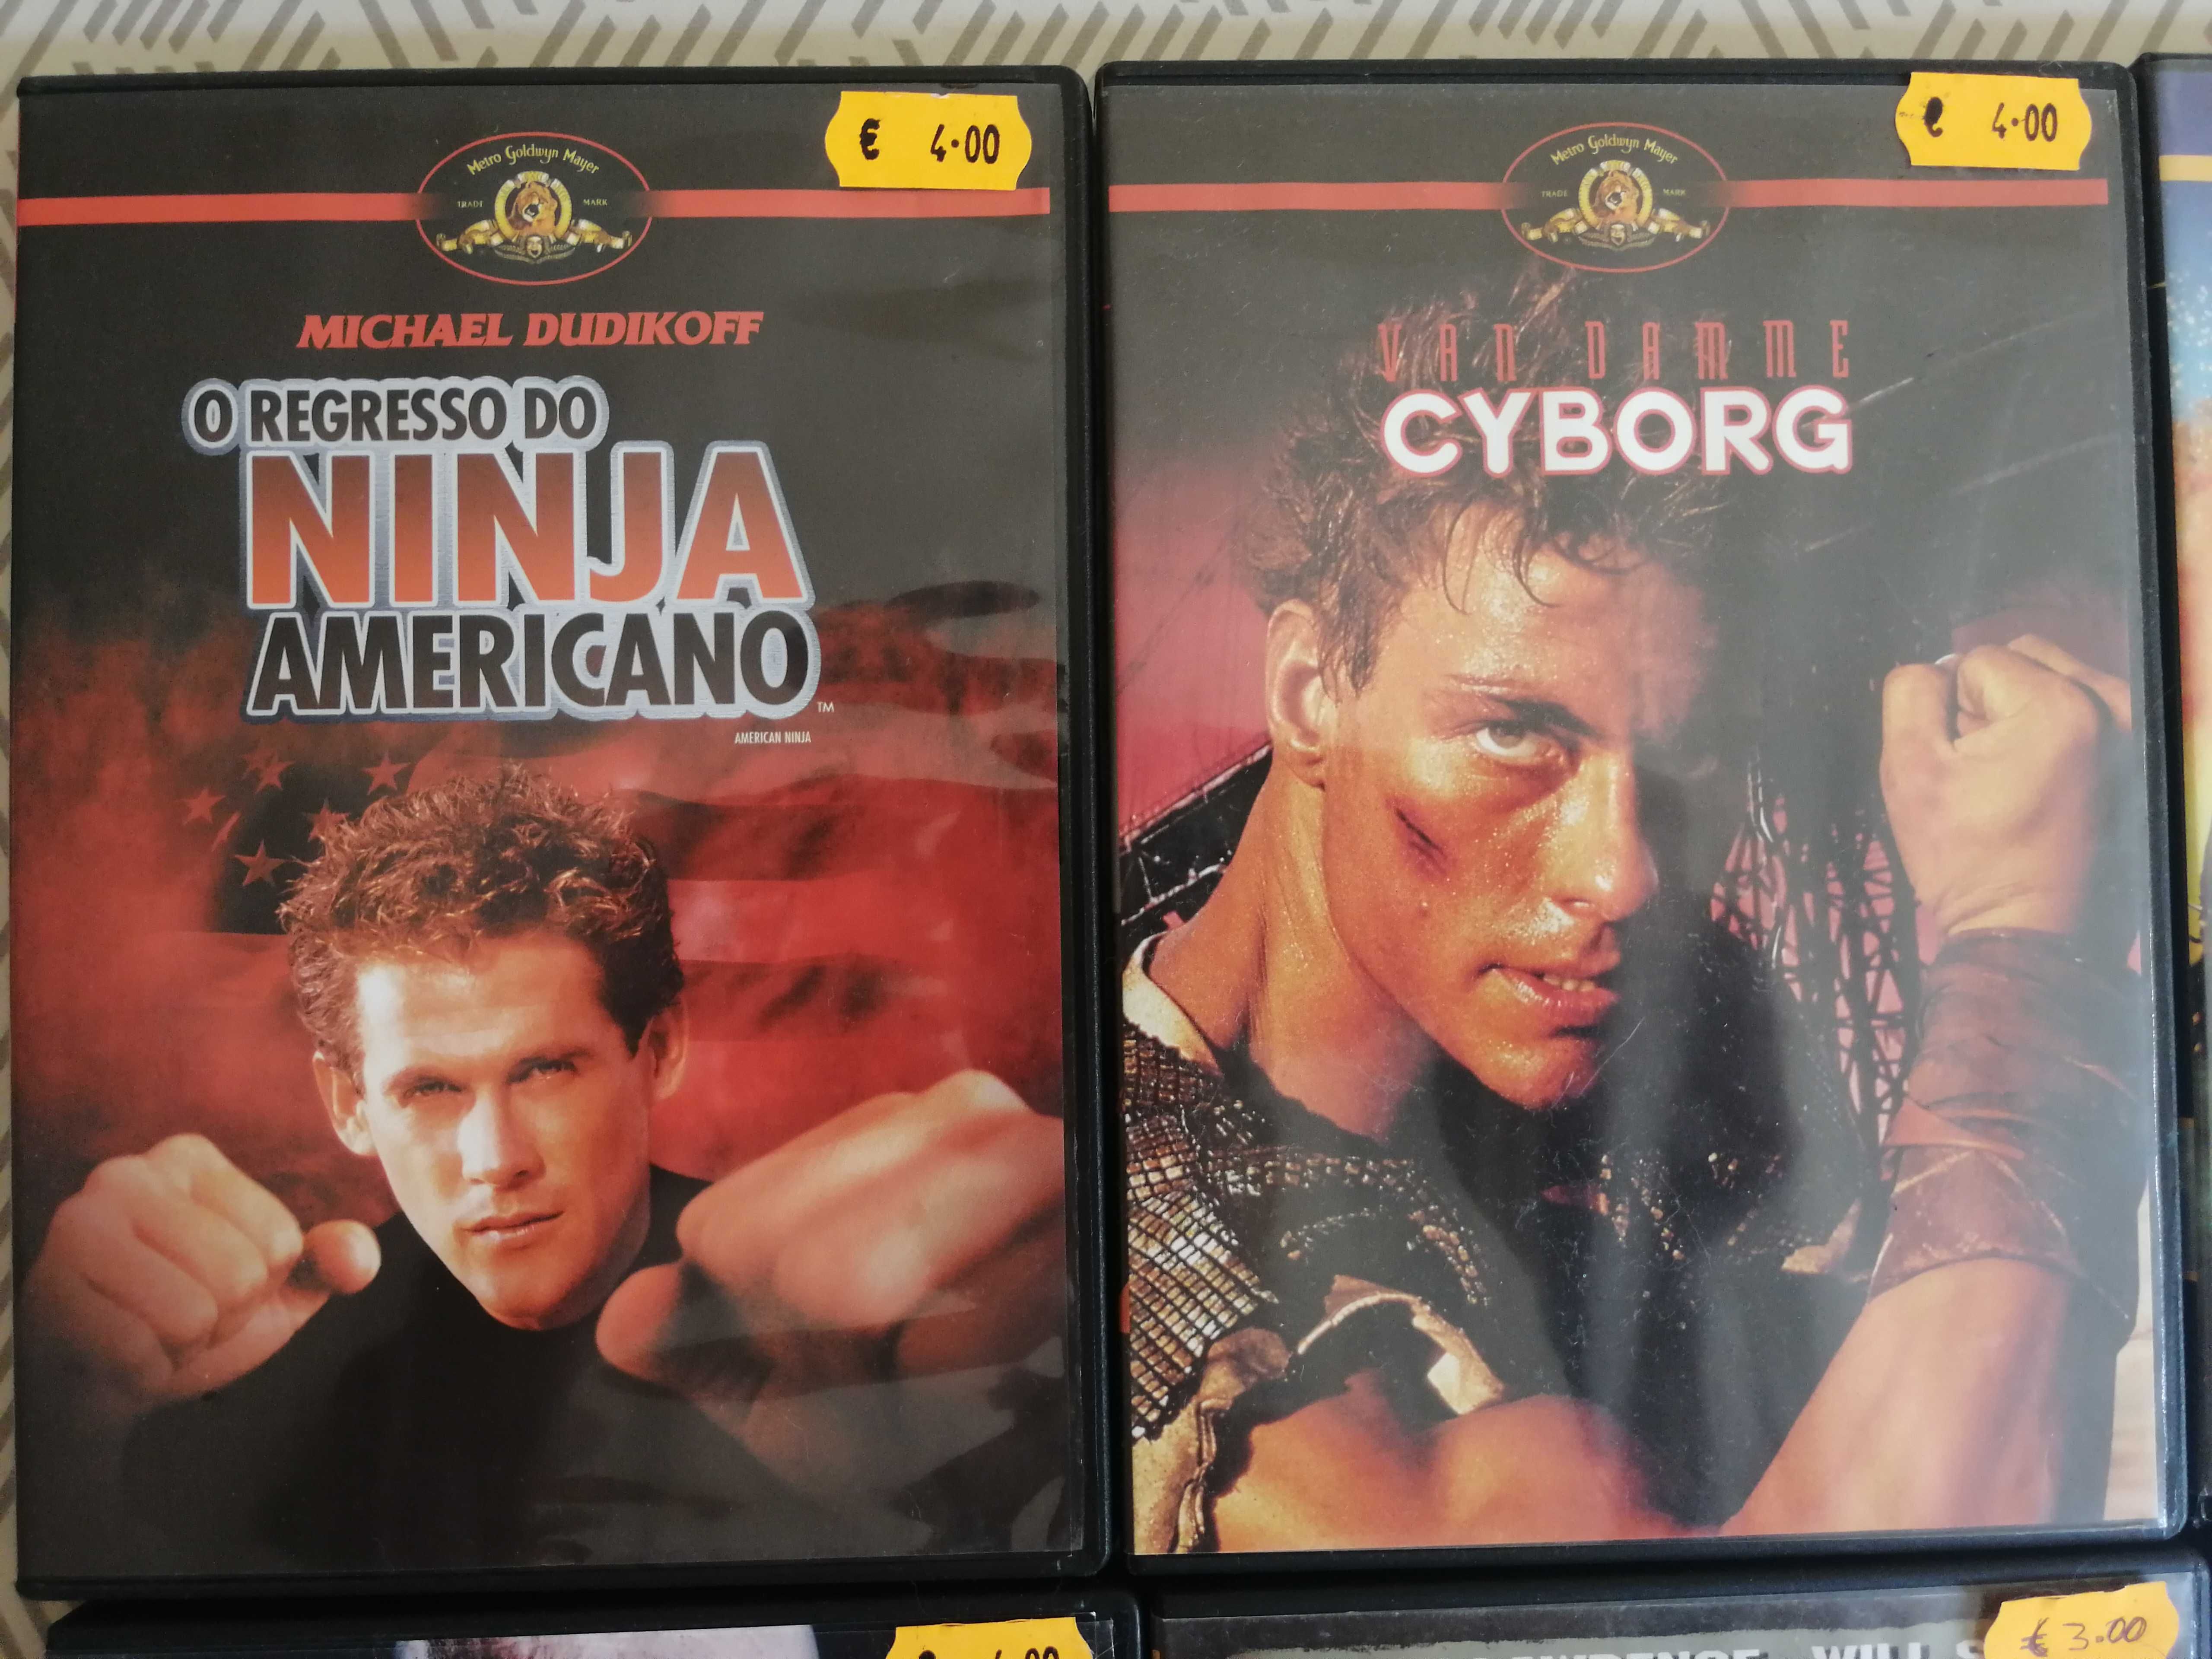 € 4.00
Metro Goldwyn Mayer
TRADE MARK
MICHAEL DUDIKOFF
O REGRESSO DO
NINJA
AMERICANO
TM
AMERICAN NINJA
€ 4.00
Metro Goldwyn Mayer
TRADE MARK
VAN DAMME
CYBORG
€ 3.00